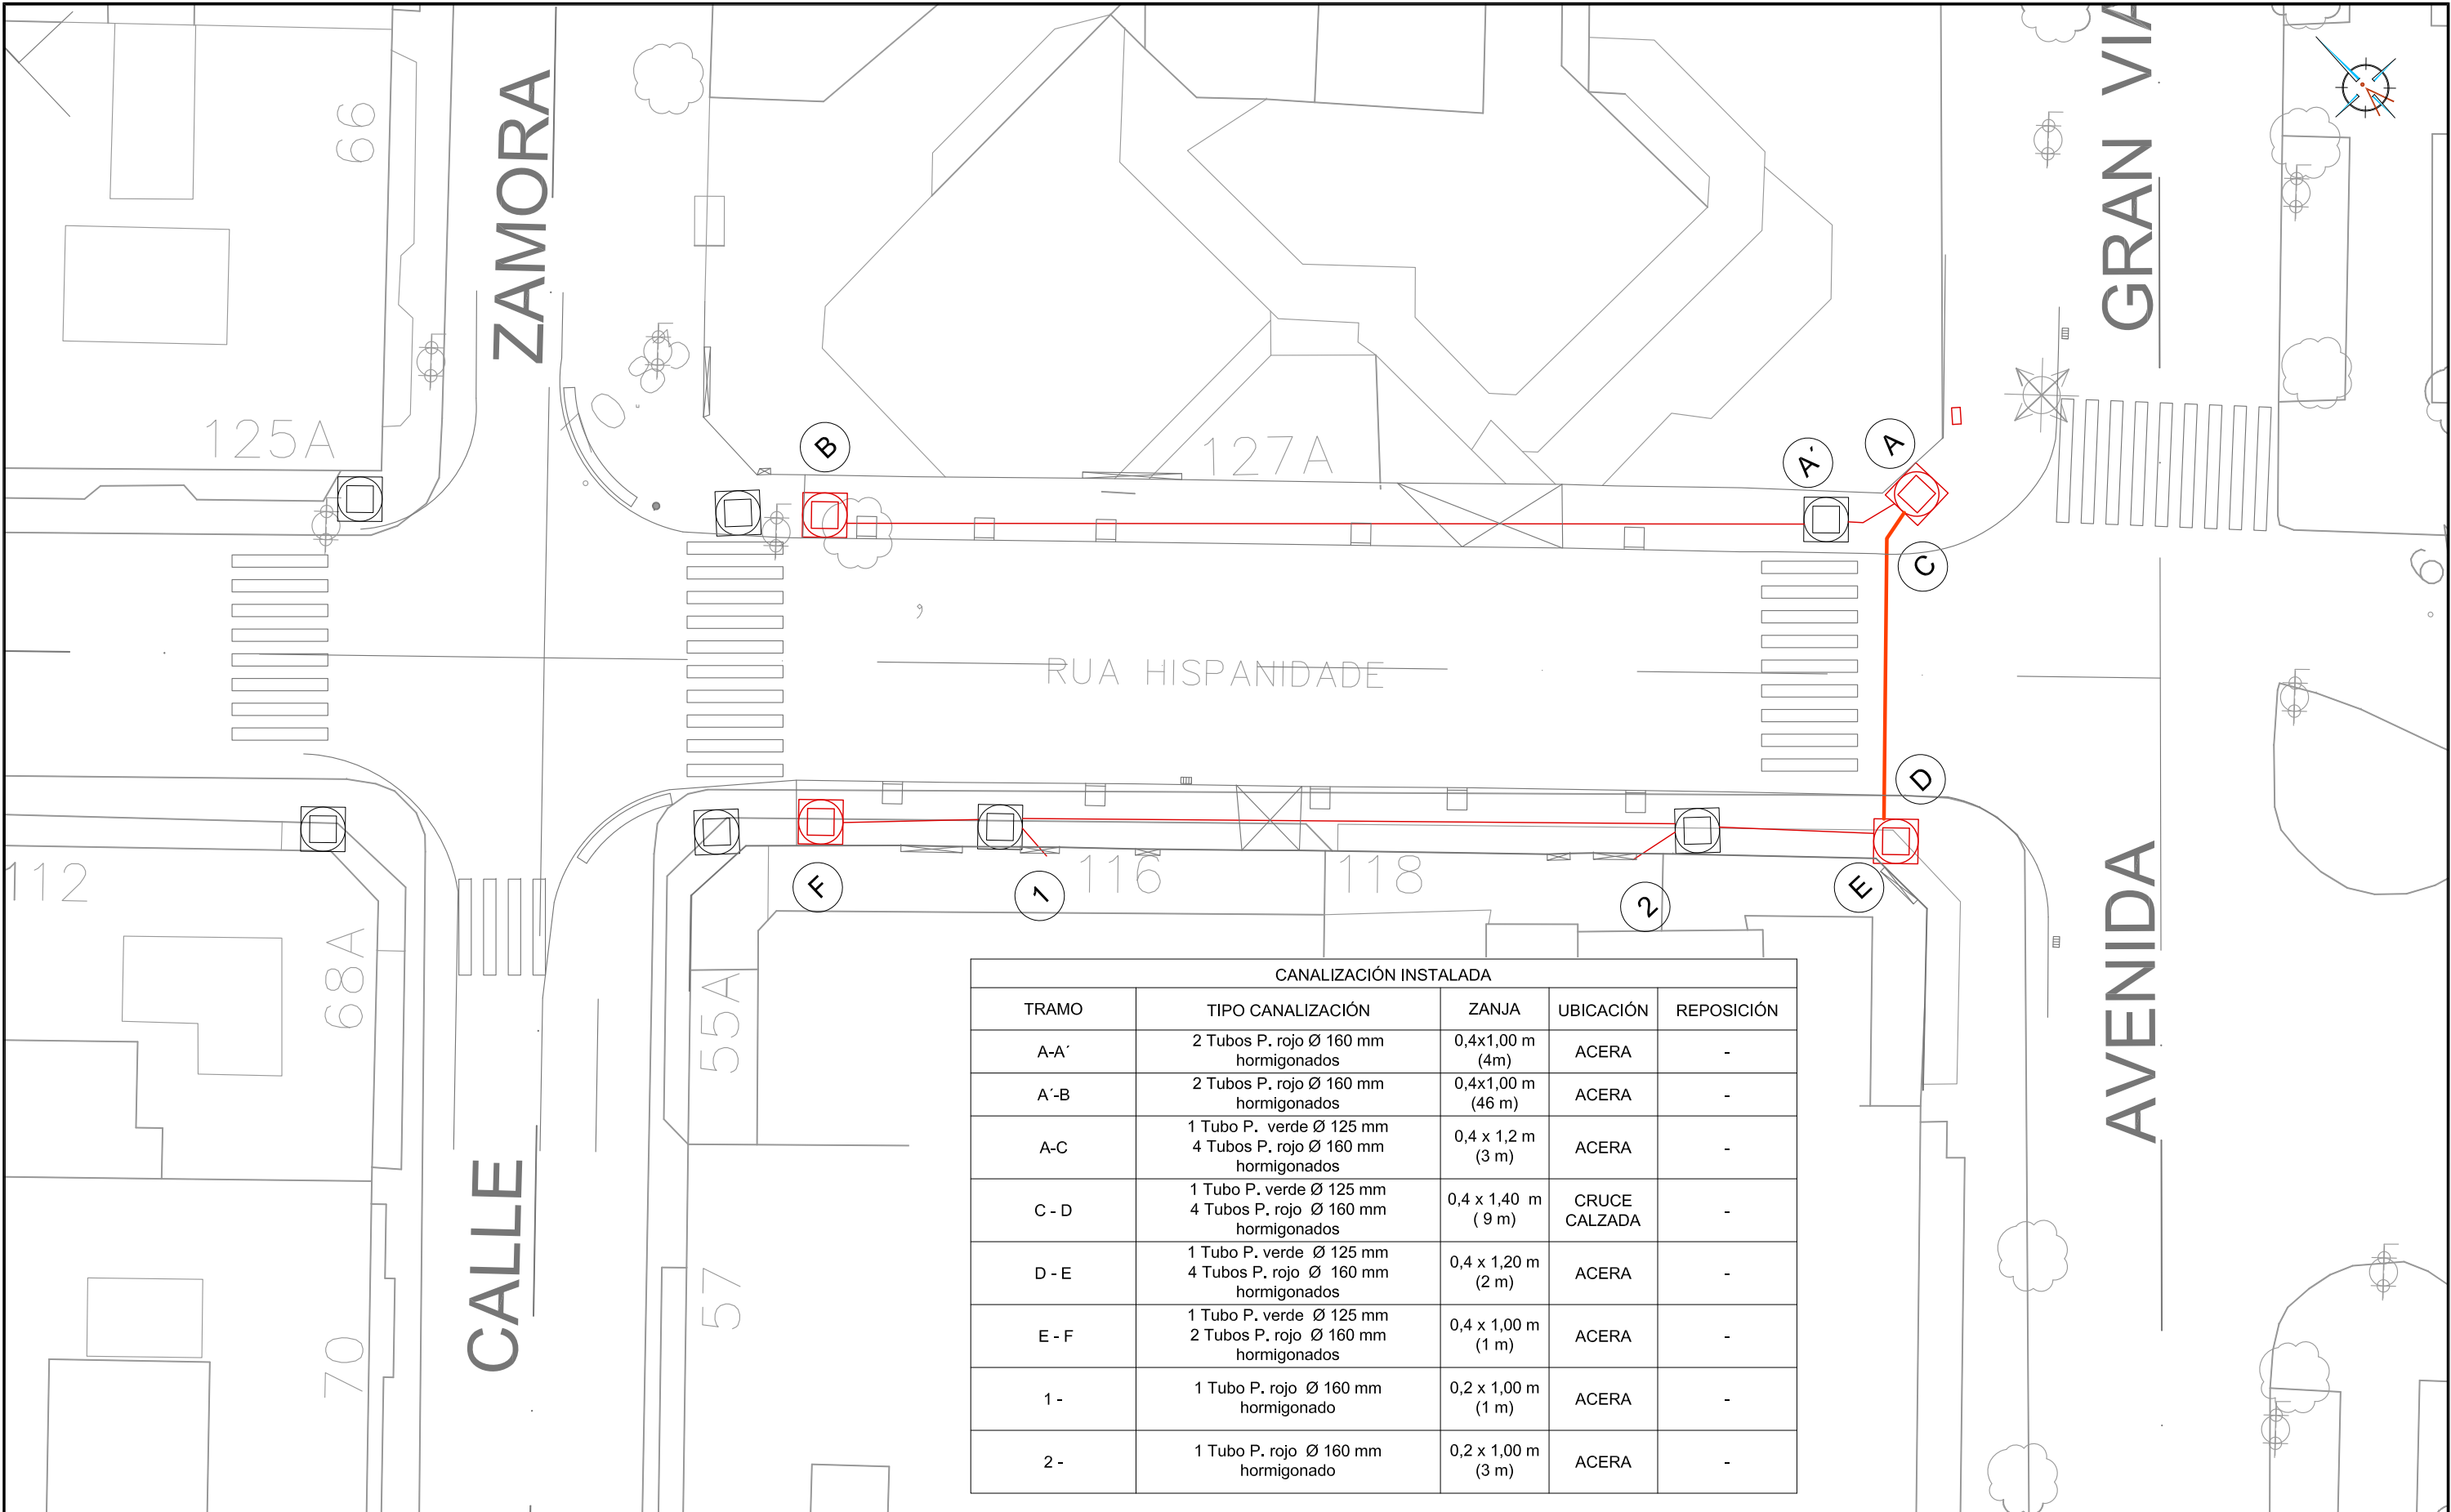 ZAMORA
GRAN VIA
66
125A
127A
B
A´
A
C
RUA HISPANIDADE
D
E
F
1
2
116
118
112
68A
55A
57
70
CALLE
AVENIDA
CANALIZACIÓN INSTALADA
TRAMO TIPO CANALIZACIÓN ZANJA UBICACIÓN REPOSICIÓN
A-A´ 2 Tubos P. rojo Ø 160 mm hormigonados 0,4x1,00 m (4m) ACERA -
A´-B 2 Tubos P. rojo Ø 160 mm hormigonados 0,4x1,00 m (46 m) ACERA -
A-C 1 Tubo P. verde Ø 125 mm 4 Tubos P. rojo Ø 160 mm hormigonados 0,4 x 1,2 m (3 m) ACERA -
C - D 1 Tubo P. verde Ø 125 mm 4 Tubos P. rojo Ø 160 mm hormigonados 0,4 x 1,40 m ( 9 m) CRUCE CALZADA -
D - E 1 Tubo P. verde Ø 125 mm 4 Tubos P. rojo Ø 160 mm hormigonados 0,4 x 1,20 m (2 m) ACERA -
E - F 1 Tubo P. verde Ø 125 mm 2 Tubos P. rojo Ø 160 mm hormigonados 0,4 x 1,00 m (1 m) ACERA -
1 - 1 Tubo P. rojo Ø 160 mm hormigonado 0,2 x 1,00 m (1 m) ACERA -
2 - 1 Tubo P. rojo Ø 160 mm hormigonado 0,2 x 1,00 m (3 m) ACERA -